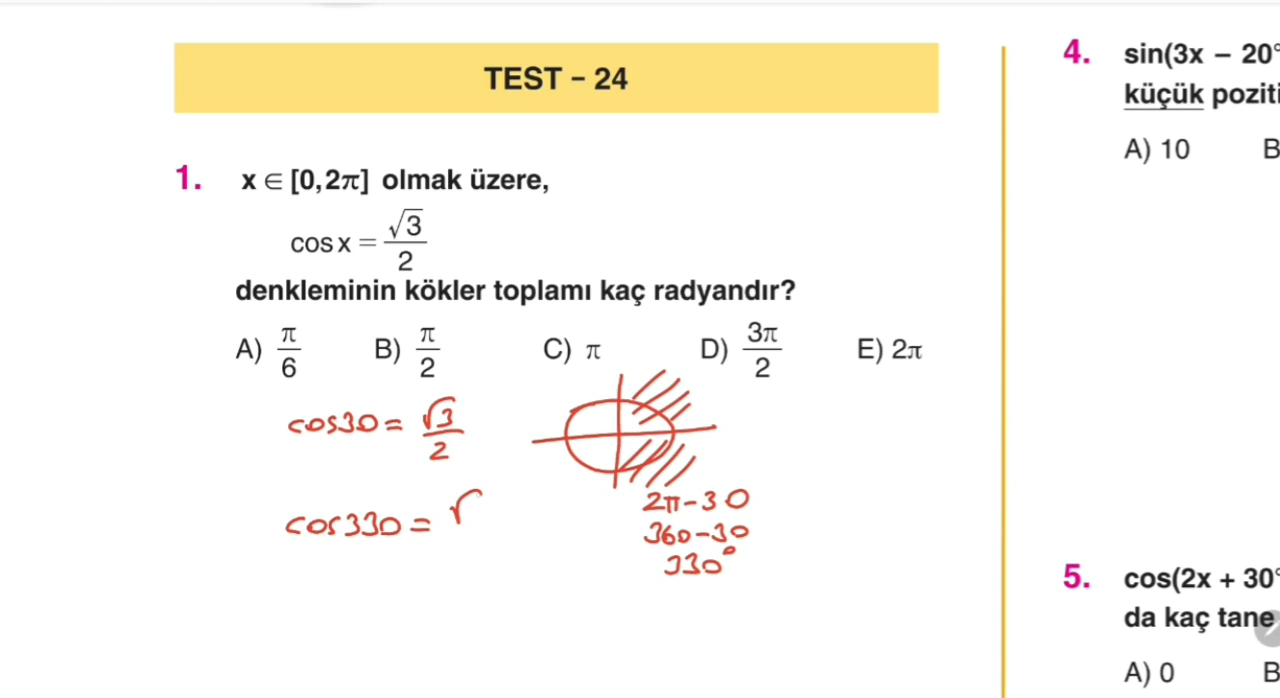 TEST – 24
1. x ∈ [0, 2π] olmak üzere,
cos x = √3/2
denkleminin kökler toplamı kaç radyandır?
A) π/6 B) π/2 C) π D) 3π/2 E) 2π
cos30 = √3/2
cos330 = √
2π-30
360-30
330°
4. sin(3x – 20°
küçük poziti
A) 10 B
5. cos(2x + 30°
da kaç tane
A) 0 B